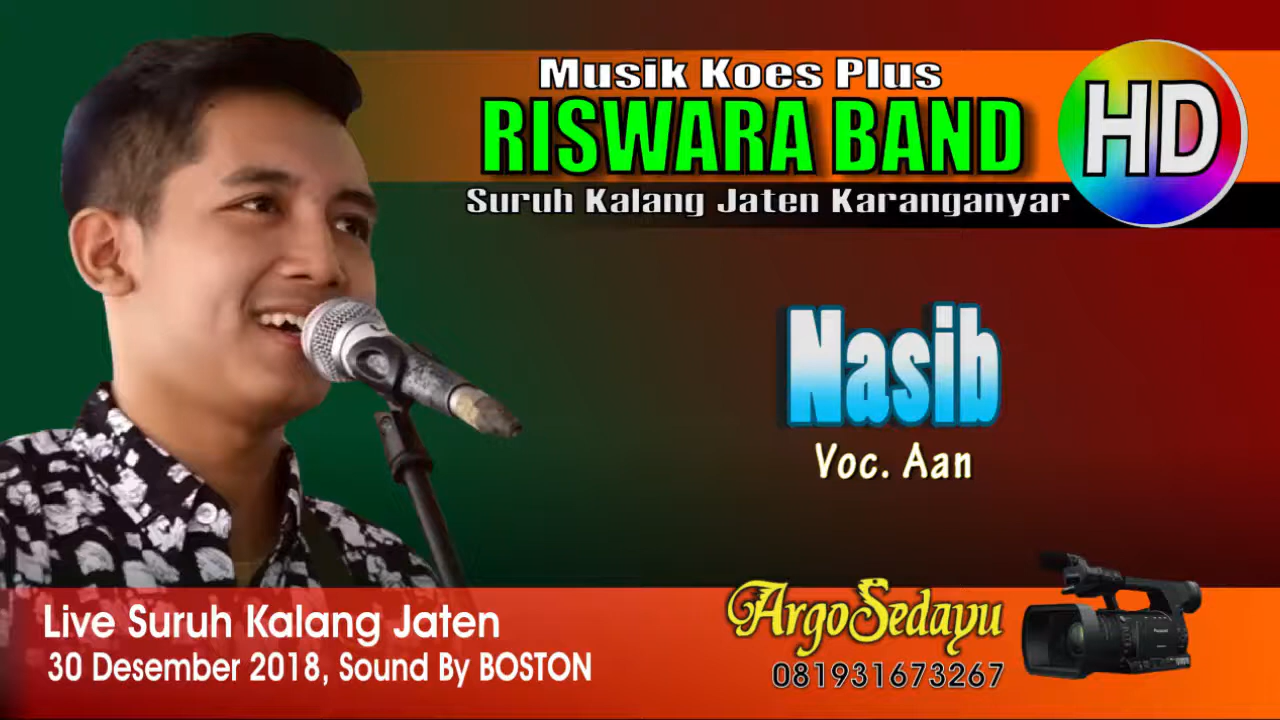 Musik Koes Plus
RISWARA BAND
HD
Suruh Kalang Jaten Karanganyar
Nasib
Voc. Aan
Live Suruh Kalang Jaten
30 Desember 2018, Sound By BOSTON
ArgoSedayu
081931673267
Panasonic